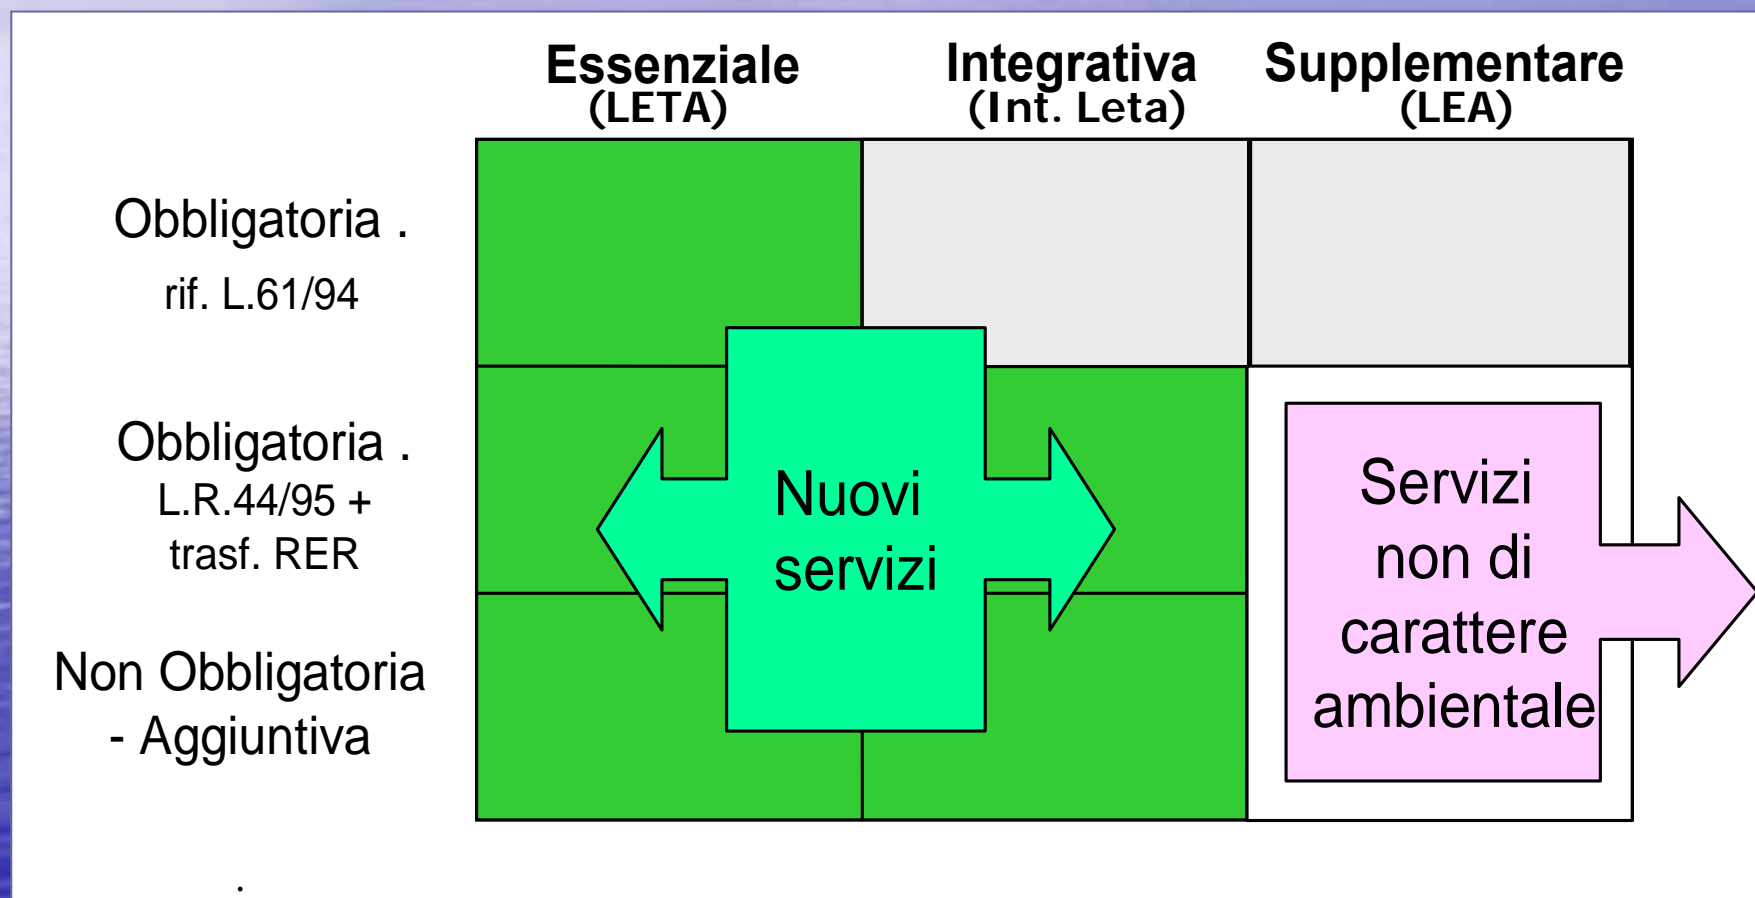 Essenziale
(LETA)
Integrativa
(Int. Leta)
Supplementare
(LEA)
Obbligatoria .
rif. L.61/94
Obbligatoria .
L.R.44/95 +
trasf. RER
Non Obbligatoria
- Aggiuntiva
Nuovi
servizi
Servizi
non di
carattere
ambientale
.